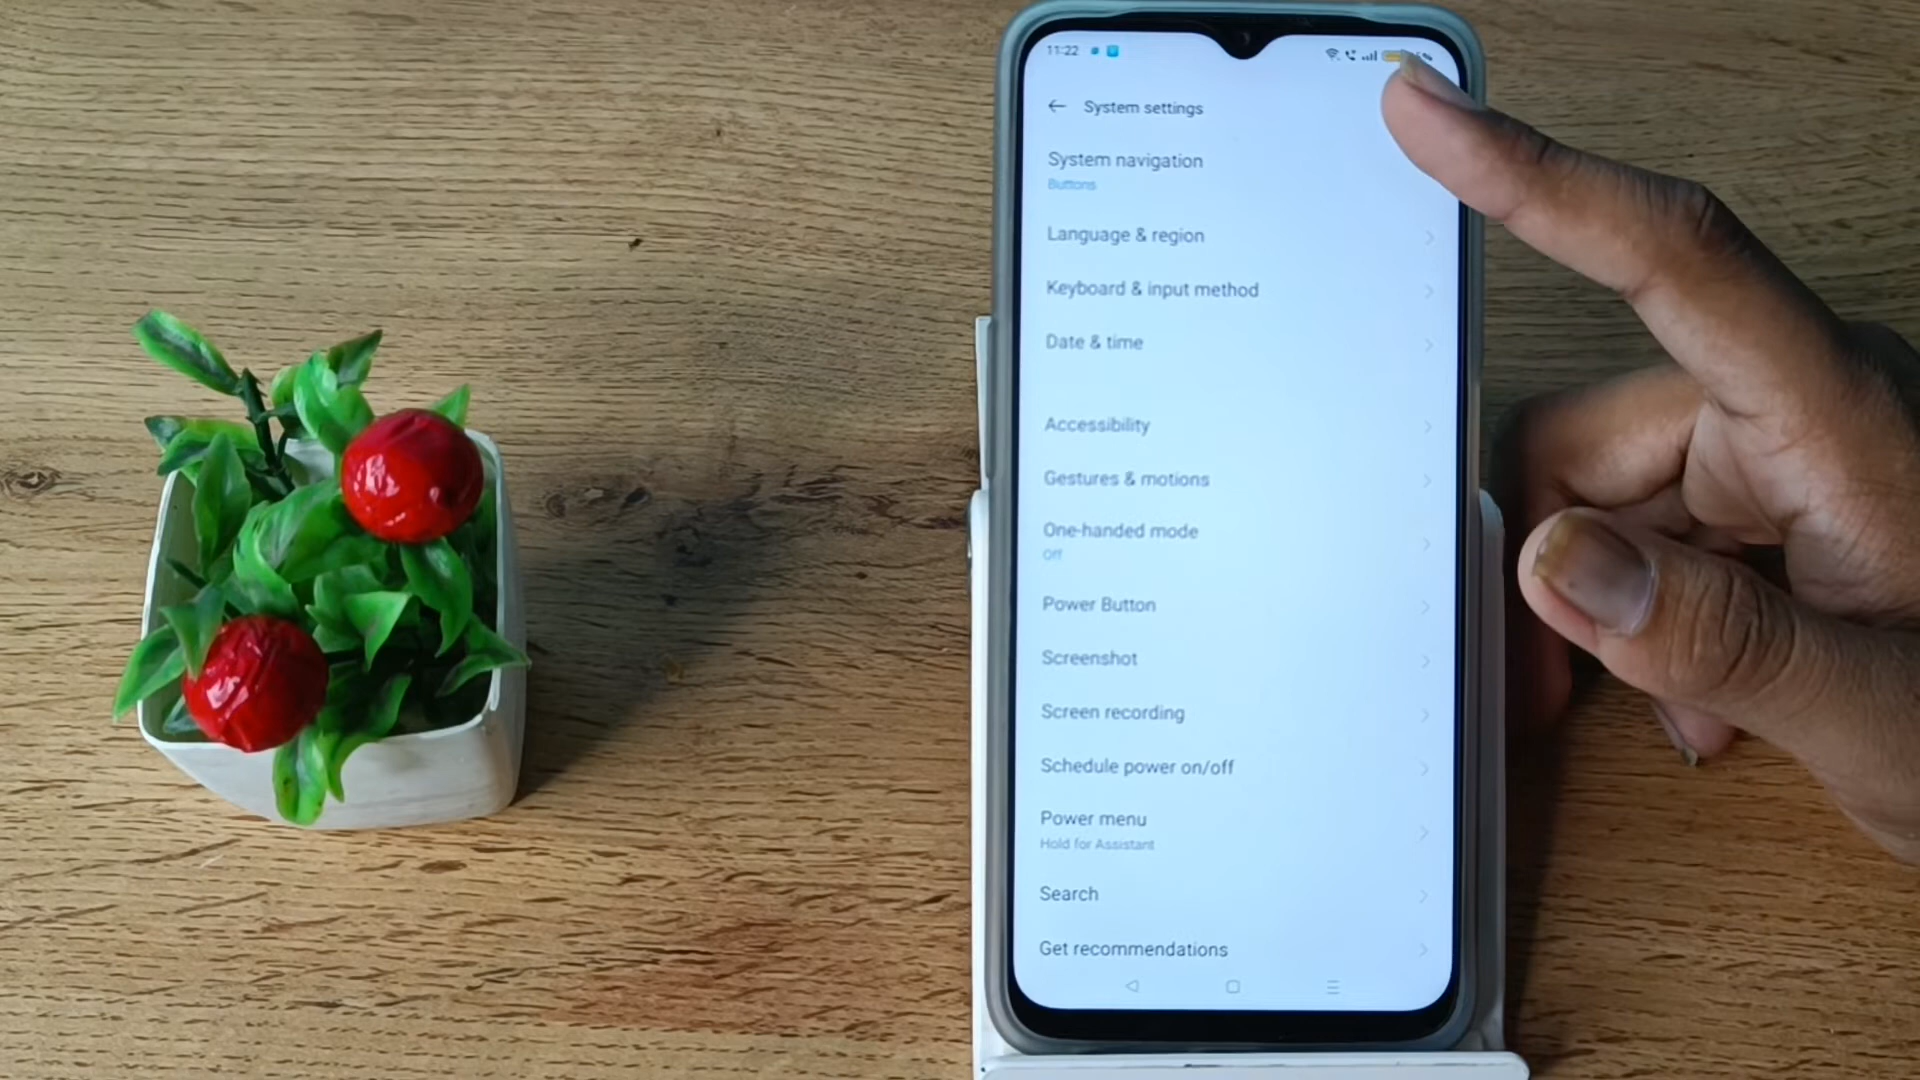 11:22
System settings
System navigation
Buttons
Language & region
Keyboard & input method
Date & time
Accessibility
Gestures & motions
One-handed mode
Off
Power Button
Screenshot
Screen recording
Schedule power on/off
Power menu
Hold for Assistant
Search
Get recommendations